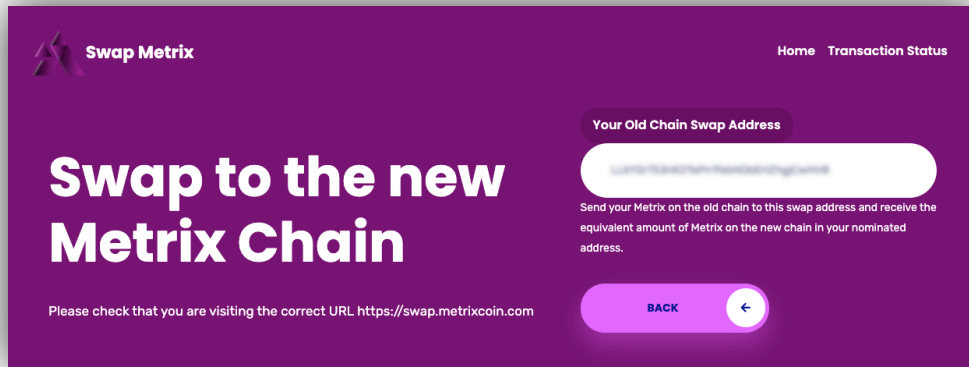 Swap Metrix
Home Transaction Status
Your Old Chain Swap Address
Swap to the new
Metrix Chain
Send your Metrix on the old chain to this swap address and receive the
equivalent amount of Metrix on the new chain in your nominated
address.
Please check that you are visiting the correct URL https://swap.metrixcoin.com
BACK